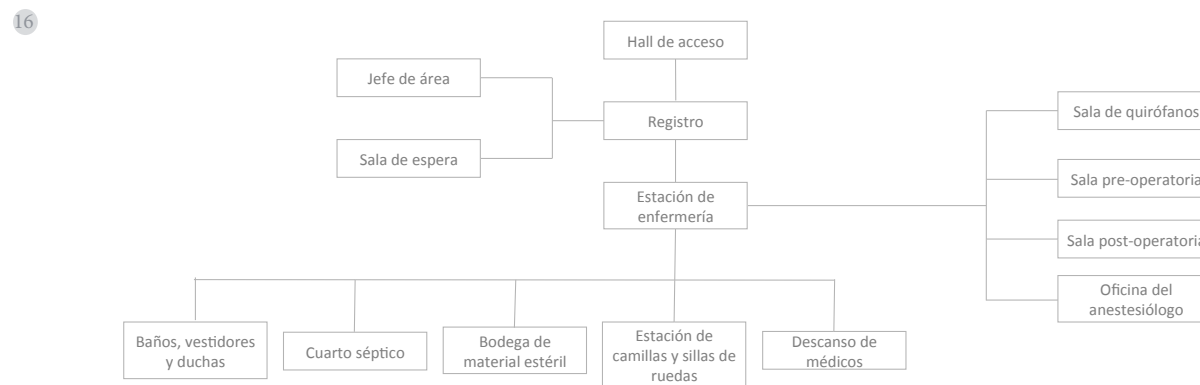 16
Hall de acceso
Jefe de área
Sala de quirófanos
Registro
Sala de espera
Sala pre-operatoria
Estación de
enfermería
Sala post-operatoria
Oficina del
anestesiólogo
Baños, vestidores
y duchas
Cuarto séptico
Bodega de
material estéril
Estación de
camillas y sillas de
ruedas
Descanso de
médicos